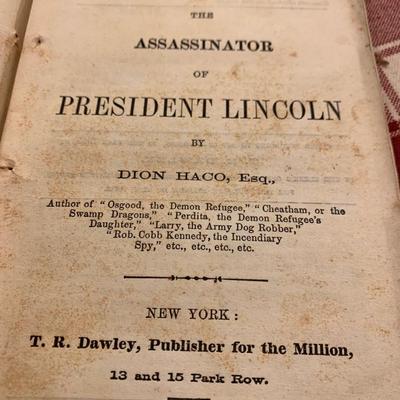 THE
ASSASSINATOR
OF
PRESIDENT LINCOLN
BY
DION HACO, Esq.,
Author of "Osgood, the Demon Refugee," "Cheatham, or the
Swamp Dragons," "Perdita, the Demon Refugee's
Daughter," "Larry, the Army Dog Robber,"
"Rob. Cobb Kennedy, the Incendiary
Spy," etc., etc., etc., etc.
NEW YORK:
T. R. Dawley, Publisher for the Million,
13 and 15 Park Row.